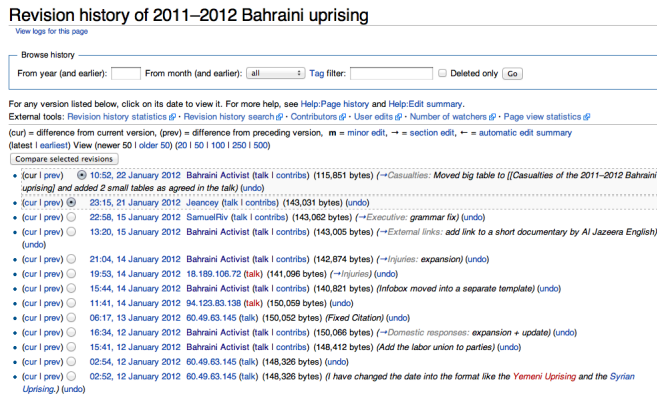 Revision history of 2011–2012 Bahraini uprising
View logs for this page
Browse history
From year (and earlier): From month (and earlier): all Tag filter: Deleted only Go
For any version listed below, click on its date to view it. For more help, see Help:Page history and Help:Edit summary.
External tools: Revision history statistics · Revision history search · Contributors · User edits · Number of watchers · Page view statistics
(cur) = difference from current version, (prev) = difference from preceding version, m = minor edit, → = section edit, ← = automatic edit summary
(latest | earliest) View (newer 50 | older 50) (20 | 50 | 100 | 250 | 500)
Compare selected revisions
(cur | prev) 10:52, 22 January 2012 Bahraini Activist (talk | contribs) (115,851 bytes) (→Casualties: Moved big table to [[Casualties of the 2011–2012 Bahraini
uprising] and added 2 small tables as agreed in the talk) (undo)
(cur | prev) 23:15, 21 January 2012 Jeancey (talk | contribs) (143,031 bytes) (undo)
(cur | prev) 22:58, 15 January 2012 SamuelRiv (talk | contribs) (143,062 bytes) (→Executive: grammar fix) (undo)
(cur | prev) 13:20, 15 January 2012 Bahraini Activist (talk | contribs) (143,005 bytes) (→External links: add link to a short documentary by Al Jazeera English)
(undo)
(cur | prev) 21:04, 14 January 2012 Bahraini Activist (talk | contribs) (142,874 bytes) (→Injuries: expansion) (undo)
(cur | prev) 19:53, 14 January 2012 18.189.106.72 (talk) (141,096 bytes) (→Injuries) (undo)
(cur | prev) 15:44, 14 January 2012 Bahraini Activist (talk | contribs) (140,821 bytes) (Infobox moved into a separate template) (undo)
(cur | prev) 11:41, 14 January 2012 94.123.83.138 (talk) (150,059 bytes) (undo)
(cur | prev) 06:17, 13 January 2012 60.49.63.145 (talk) (150,052 bytes) (Fixed Citation) (undo)
(cur | prev) 16:34, 12 January 2012 Bahraini Activist (talk | contribs) (150,066 bytes) (→Domestic responses: expansion + update) (undo)
(cur | prev) 15:41, 12 January 2012 Bahraini Activist (talk | contribs) (148,412 bytes) (Add the labor union to parties) (undo)
(cur | prev) 02:54, 12 January 2012 60.49.63.145 (talk) (148,326 bytes) (undo)
(cur | prev) 02:52, 12 January 2012 60.49.63.145 (talk) (148,326 bytes) (I have changed the date into the format like the Yemeni Uprising and the Syrian
Uprising.) (undo)